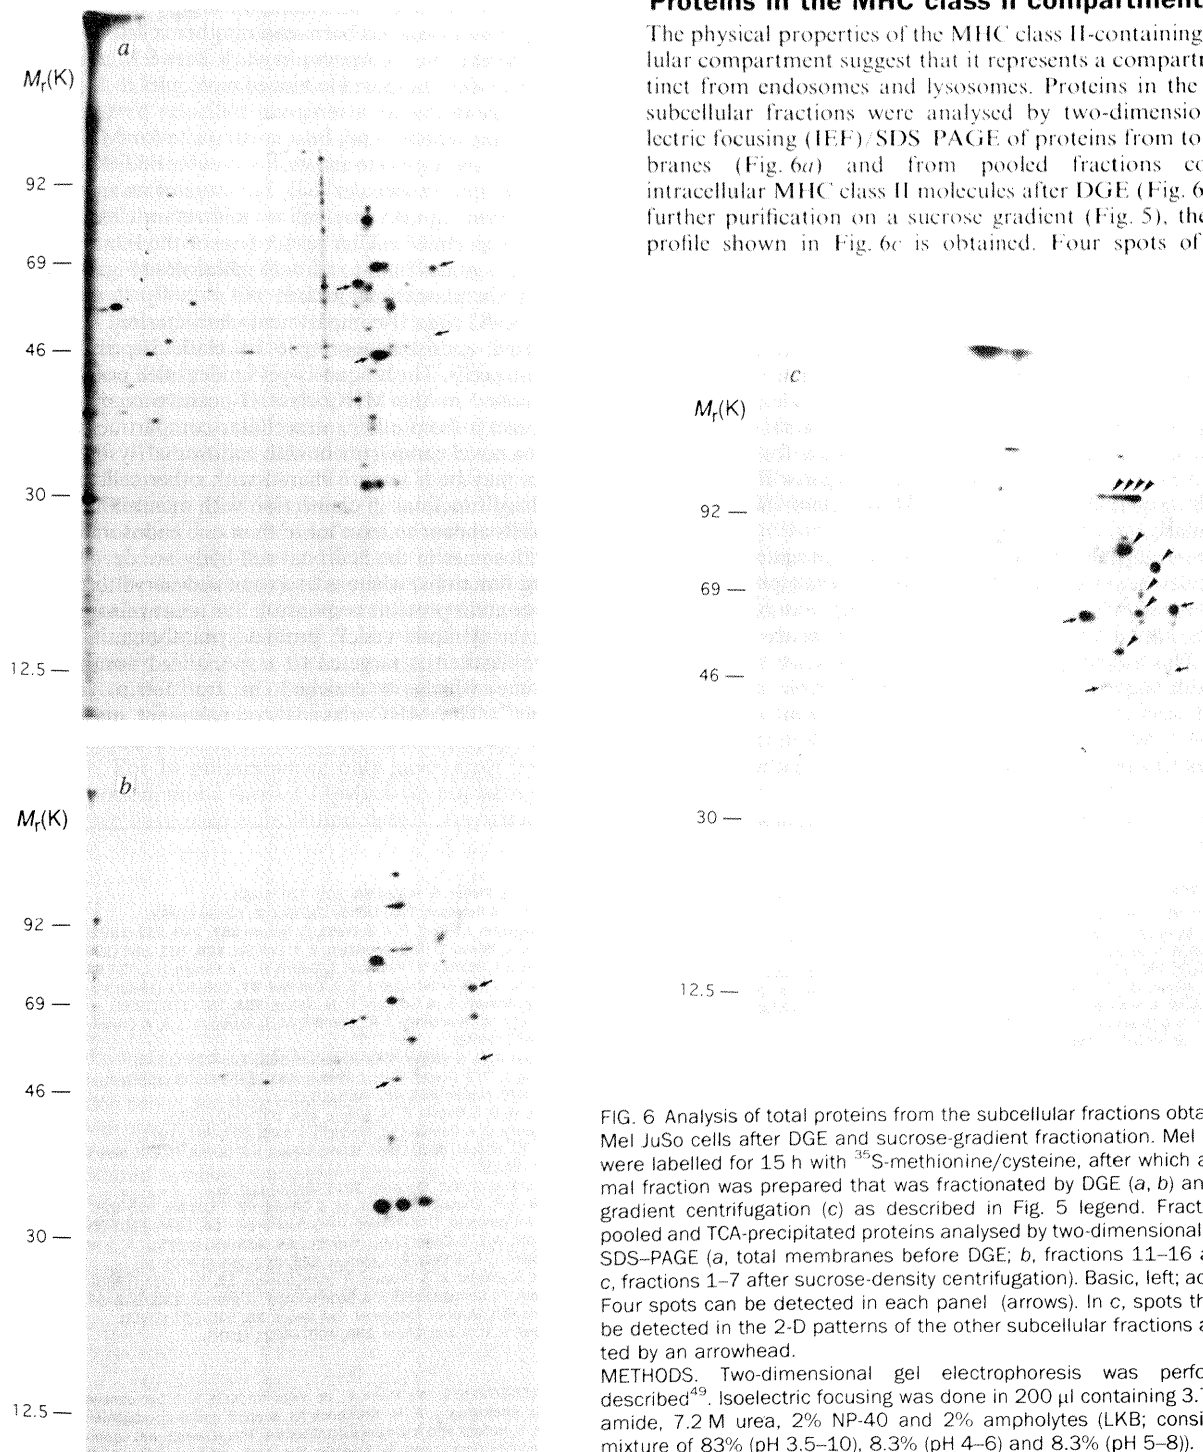 Proteins in the MHC class II compartment
The physical properties of the MHC class II-containing
lular compartment suggest that it represents a compartr
tinct from endosomes and lysosomes. Proteins in the
subcellular fractions were analysed by two-dimensio
lectric focusing (IEF)/SDS PAGE of proteins from to
branes (Fig. 6a) and from pooled fractions co
intracellular MHC class II molecules after DGE (Fig. 6
further purification on a sucrose gradient (Fig. 5), the
profile shown in Fig. 6c is obtained. Four spots of
a
Mr(K)
92
69
46
30
12.5
b
Mr(K)
92
69
46
30
12.5
c
Mr(K)
92
69
46
30
12.5
FIG. 6 Analysis of total proteins from the subcellular fractions obta
Mel JuSo cells after DGE and sucrose-gradient fractionation. Mel
were labelled for 15 h with ³⁵S-methionine/cysteine, after which a
mal fraction was prepared that was fractionated by DGE (a, b) an
gradient centrifugation (c) as described in Fig. 5 legend. Fract
pooled and TCA-precipitated proteins analysed by two-dimensional
SDS–PAGE (a, total membranes before DGE; b, fractions 11–16 a
c, fractions 1–7 after sucrose-density centrifugation). Basic, left; ac
Four spots can be detected in each panel (arrows). In c, spots th
be detected in the 2-D patterns of the other subcellular fractions a
ted by an arrowhead.
METHODS. Two-dimensional gel electrophoresis was perfo
described⁴⁹. Isoelectric focusing was done in 200 μl containing 3.
amide, 7.2 M urea, 2% NP-40 and 2% ampholytes (LKB; consi
mixture of 83% (pH 3.5–10), 8.3% (pH 4–6) and 8.3% (pH 5–8)).